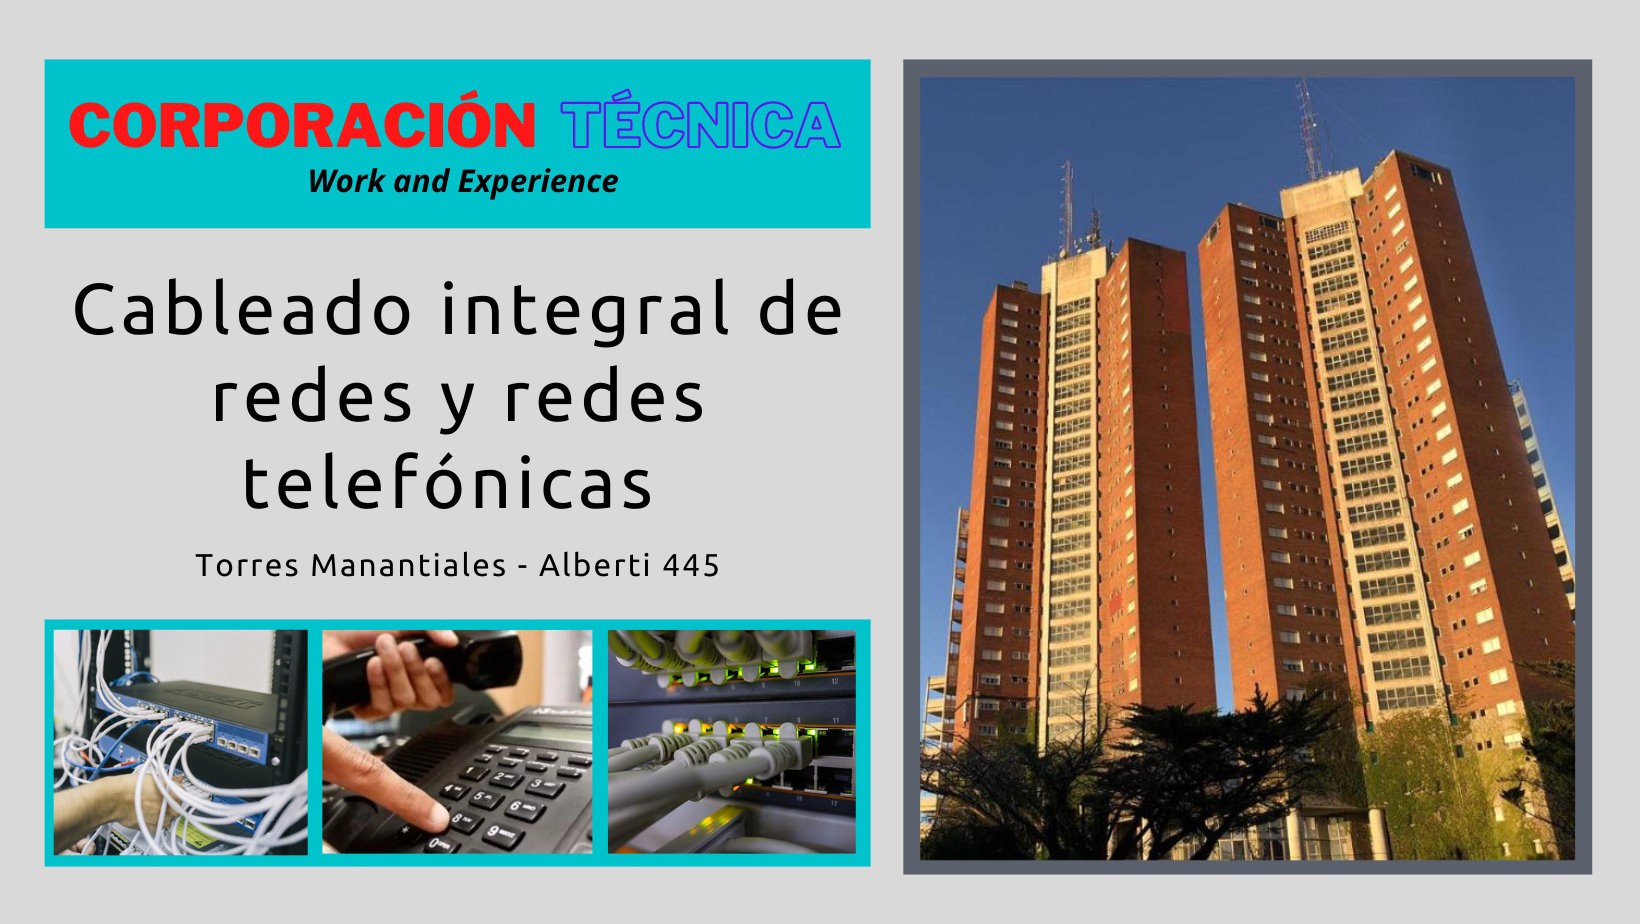 CORPORACIÓN TÉCNICA
Work and Experience
Cableado integral de
redes y redes
telefónicas
Torres Manantiales - Alberti 445